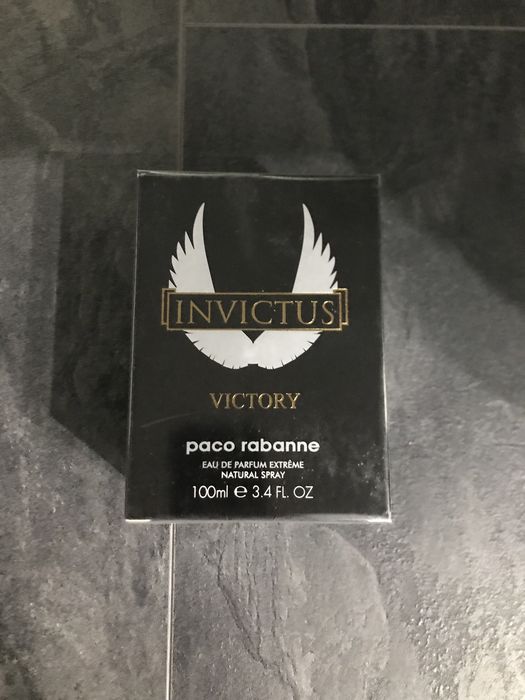 INVICTUS
VICTORY
paco rabanne
EAU DE PARFUM EXTRÊME
NATURAL SPRAY
100ml e 3.4 FL. OZ